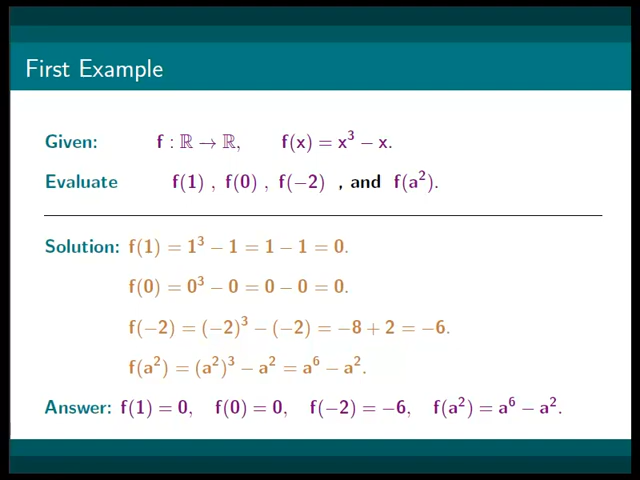 First Example
Given: f : ℝ → ℝ, f(x) = x³ − x.
Evaluate f(1) , f(0) , f(−2) , and f(a²).
Solution: f(1) = 1³ − 1 = 1 − 1 = 0.
f(0) = 0³ − 0 = 0 − 0 = 0.
f(−2) = (−2)³ − (−2) = −8 + 2 = −6.
f(a²) = (a²)³ − a² = a⁶ − a².
Answer: f(1) = 0, f(0) = 0, f(−2) = −6, f(a²) = a⁶ − a².